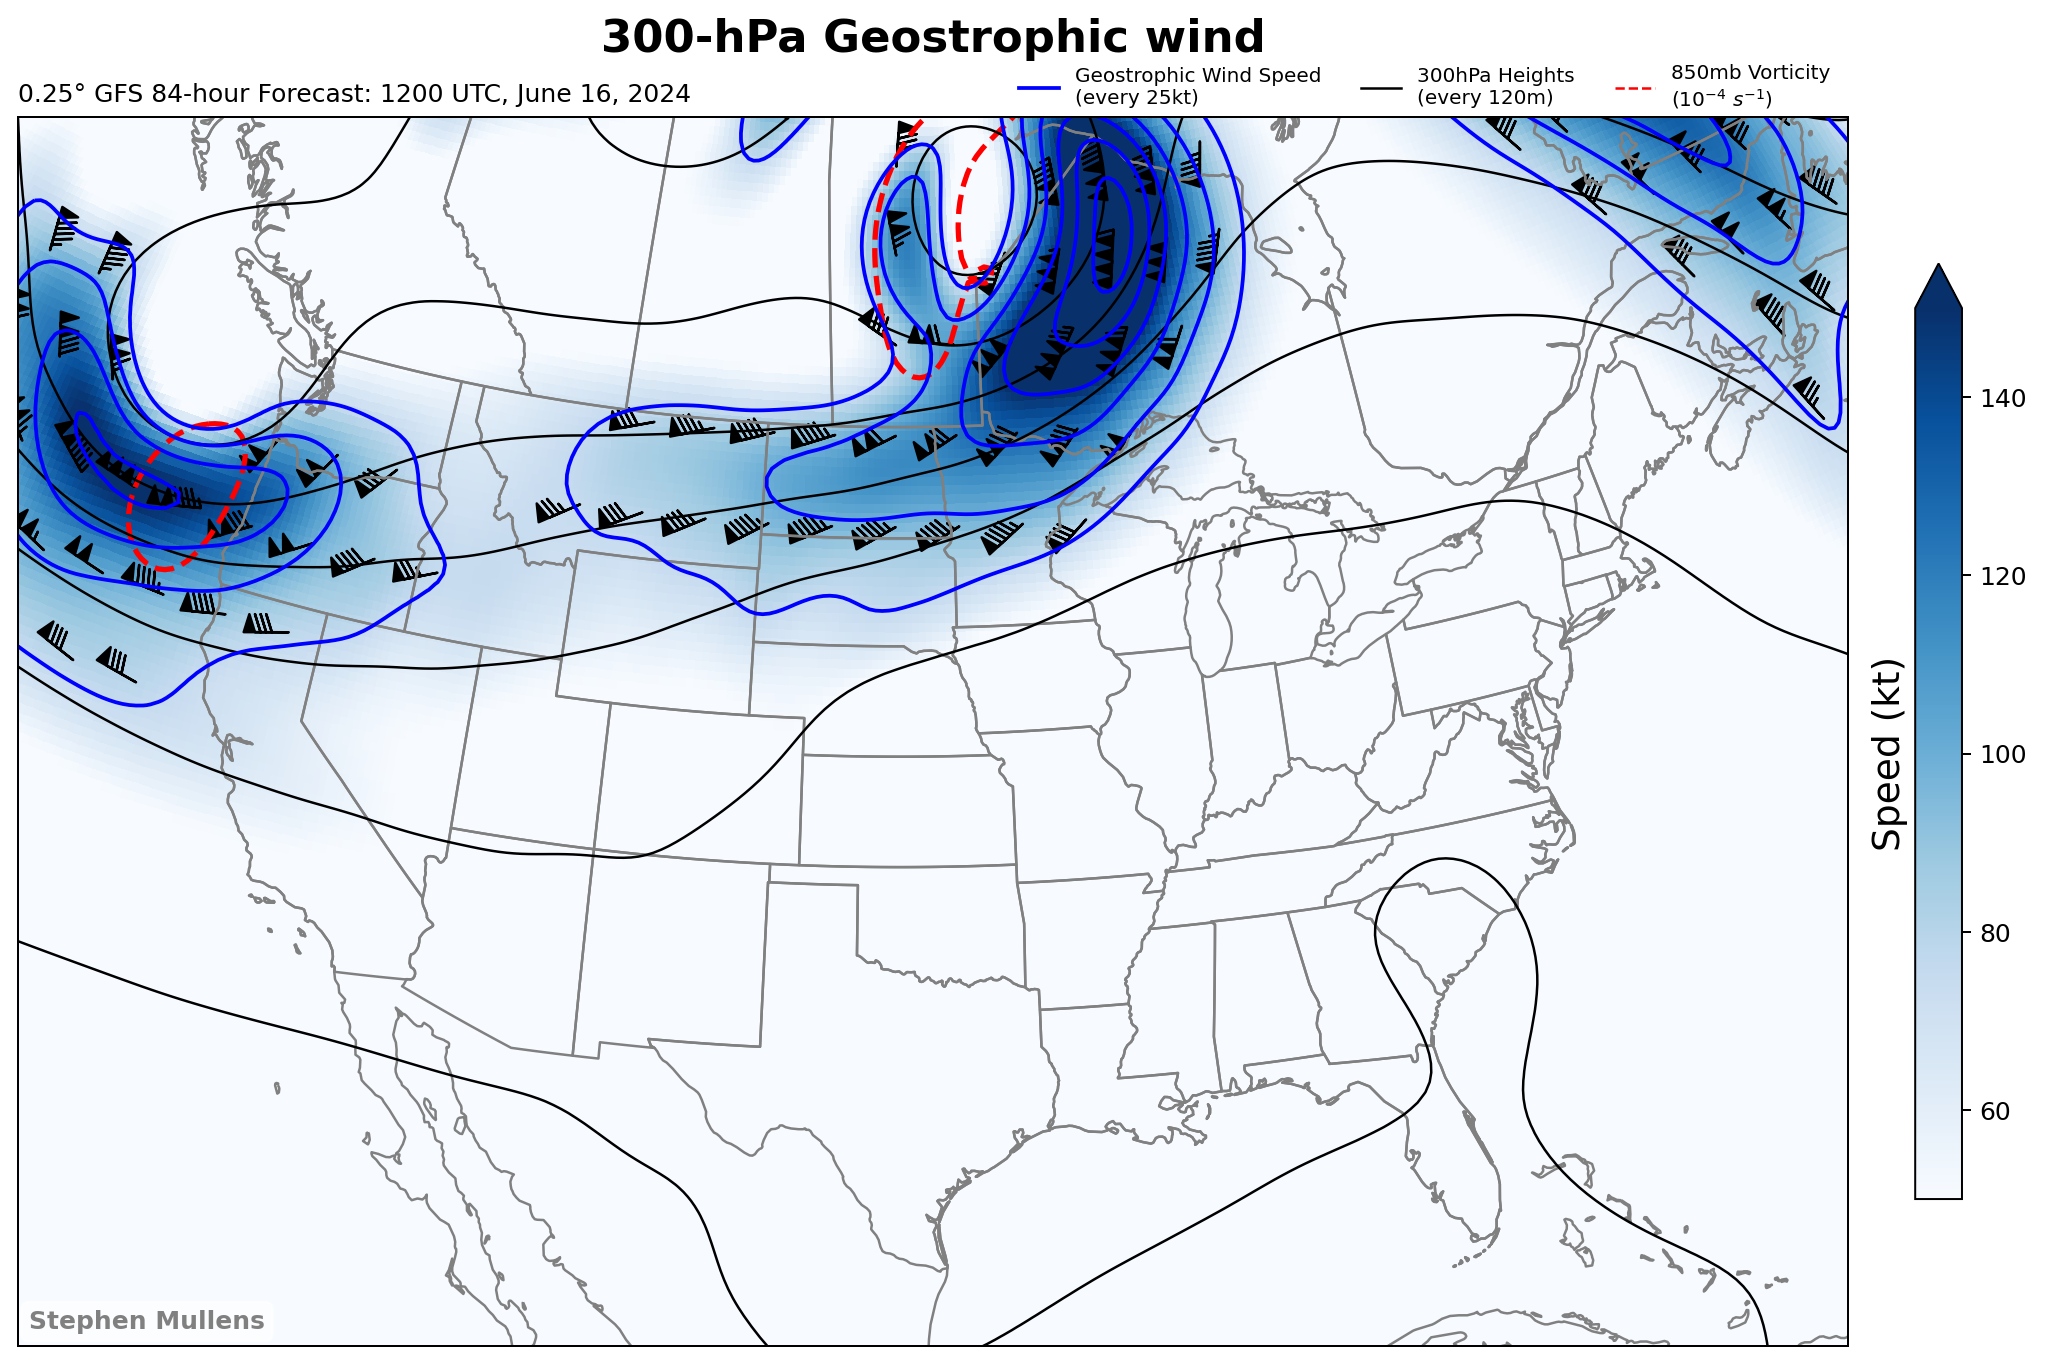 300-hPa Geostrophic wind
0.25° GFS 84-hour Forecast: 1200 UTC, June 16, 2024
Geostrophic Wind Speed
(every 25kt)
300hPa Heights
(every 120m)
850mb Vorticity
(10⁻⁴ s⁻¹)
140
120
100
80
60
Speed (kt)
Stephen Mullens